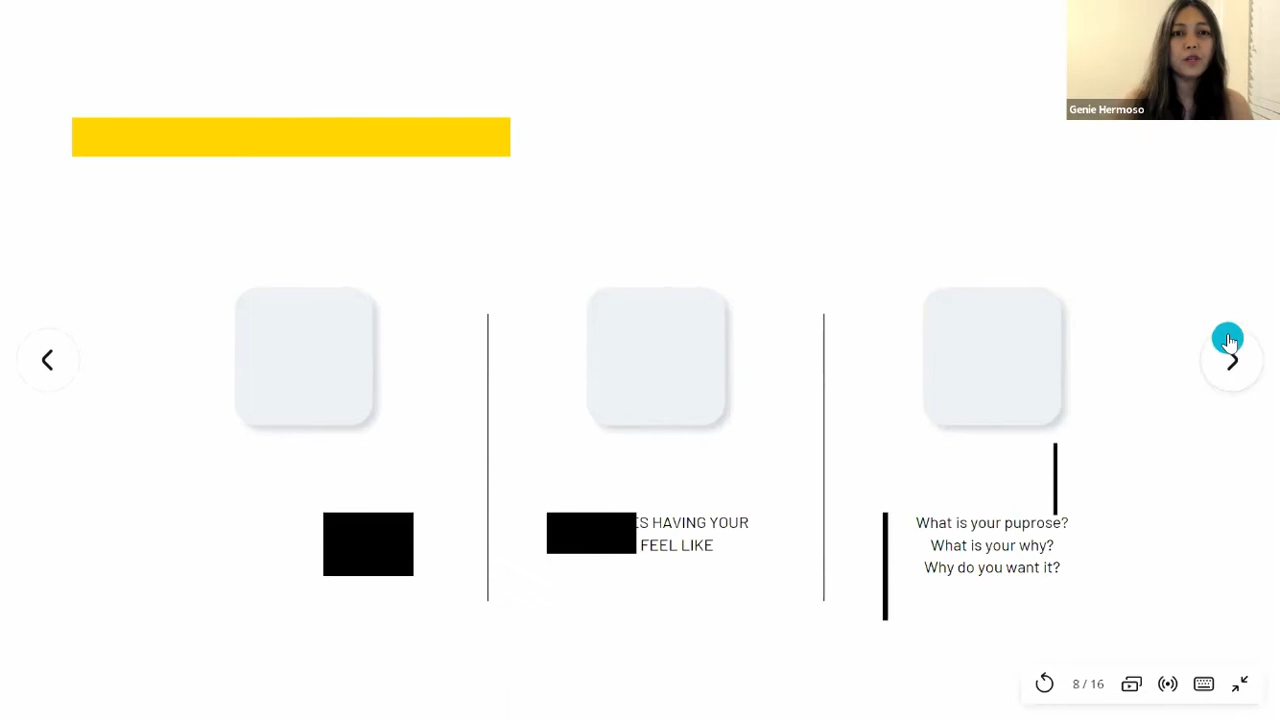 Genie Hermoso
HAVING YOUR
FEEL LIKE
What is your puprose?
What is your why?
Why do you want it?
8 / 16